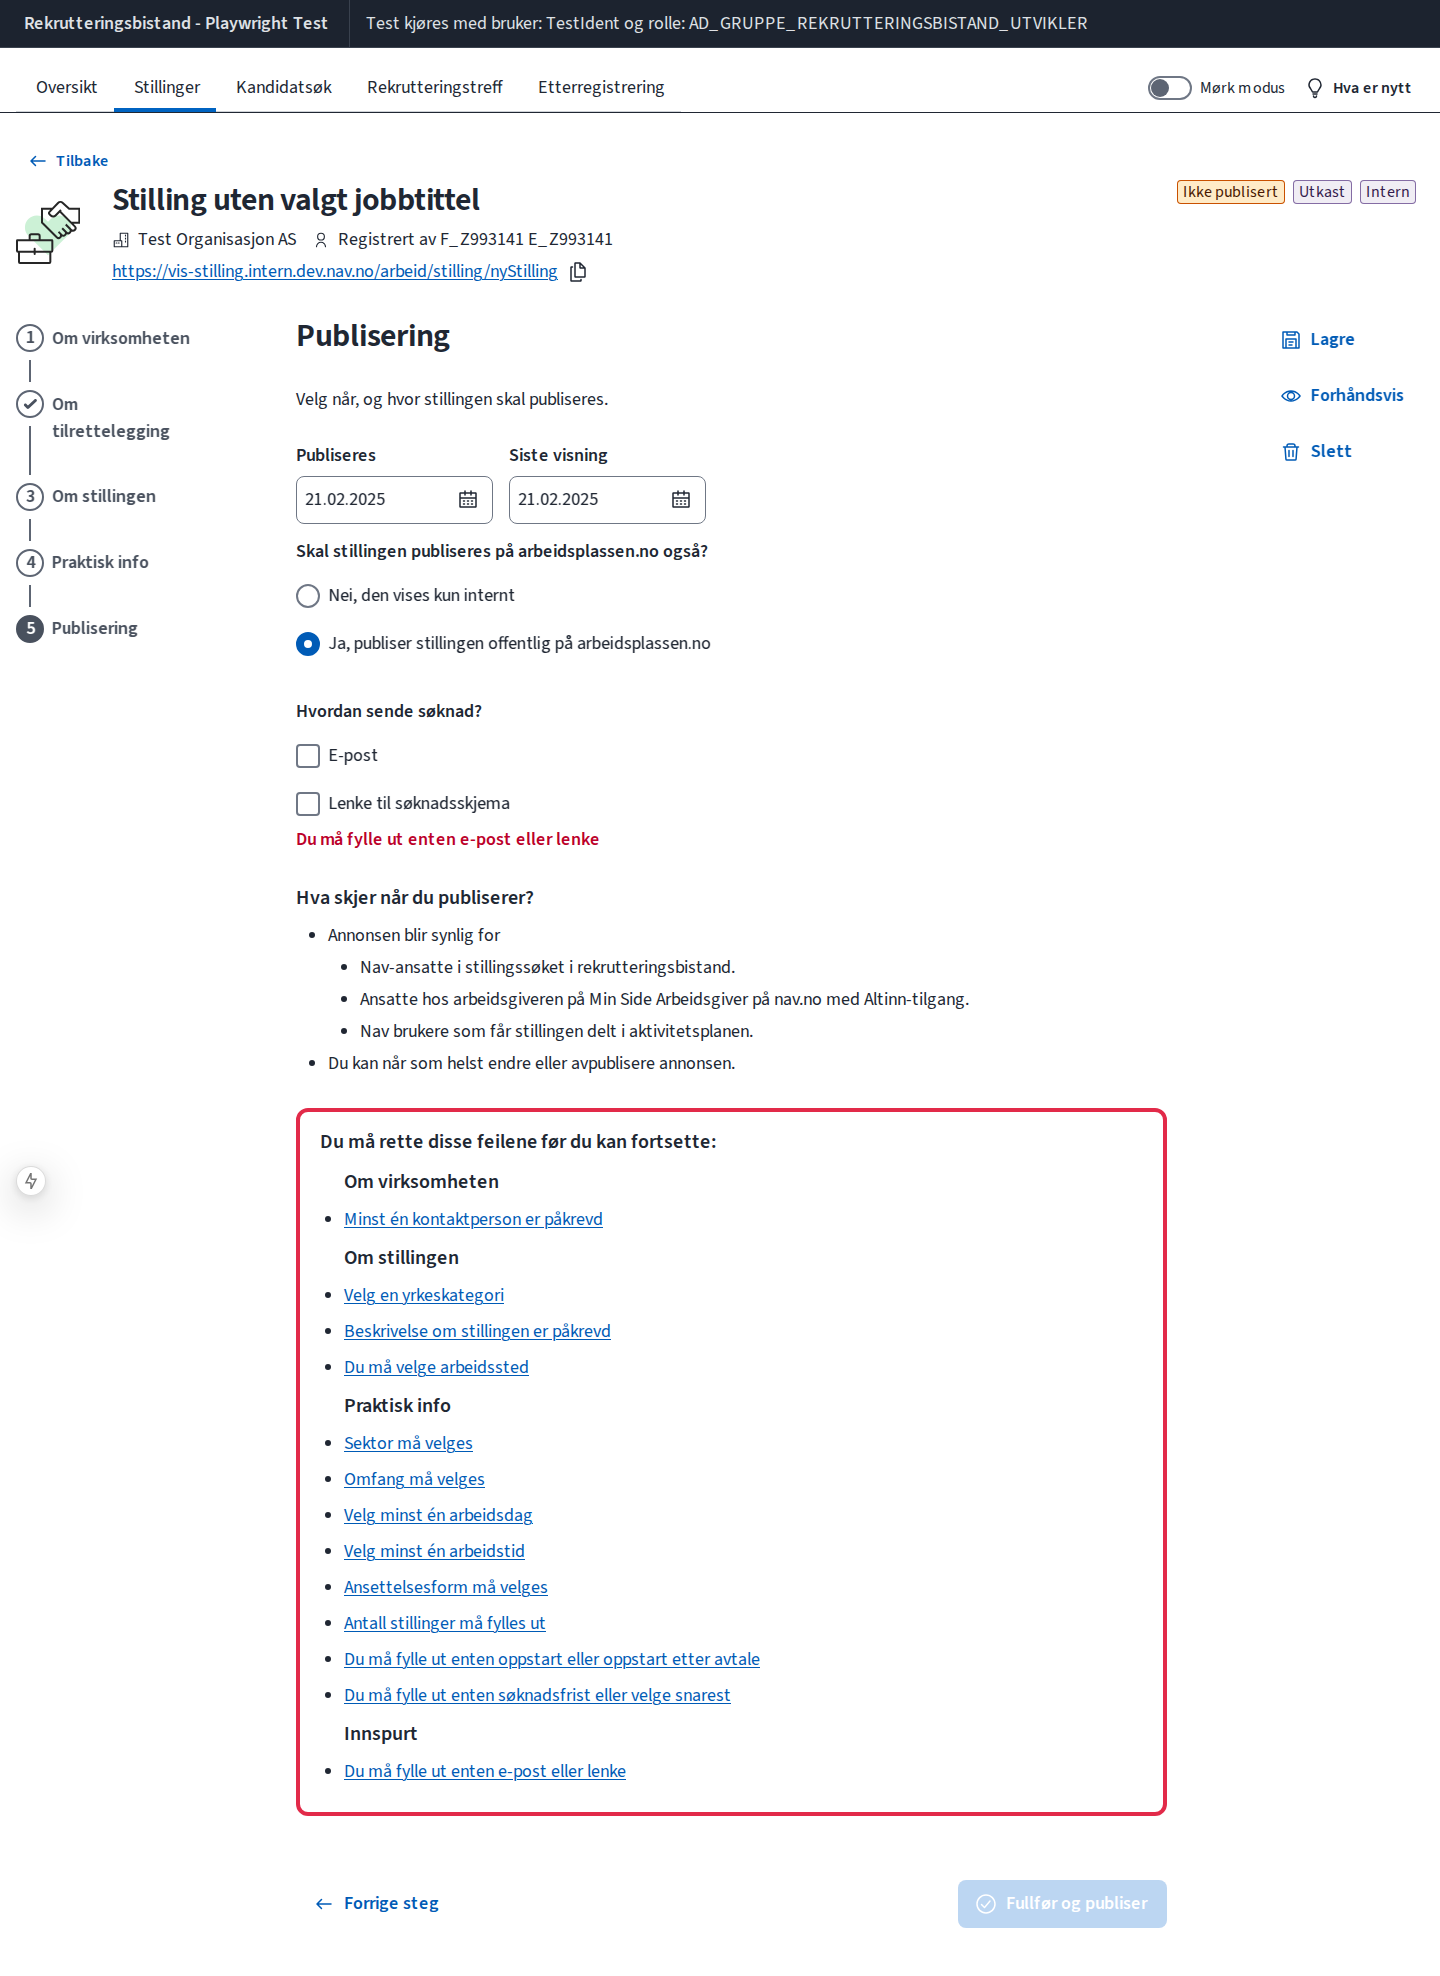 Rekrutteringsbistand - Playwright Test
Test kjøres med bruker: TestIdent og rolle: AD_GRUPPE_REKRUTTERINGSBISTAND_UTVIKLER
Oversikt
Stillinger
Kandidatsøk
Rekrutteringstreff
Etterregistrering
Mørk modus
Hva er nytt
Tilbake
Stilling uten valgt jobbtittel
Ikke publisert
Utkast
Intern
Test Organisasjon AS
Registrert av F_Z993141 E_Z993141
https://vis-stilling.intern.dev.nav.no/arbeid/stilling/nyStilling
1 Om virksomheten
Om
tilrettelegging
3 Om stillingen
4 Praktisk info
5 Publisering
Publisering
Velg når, og hvor stillingen skal publiseres.
Publiseres
Siste visning
21.02.2025
21.02.2025
Skal stillingen publiseres på arbeidsplassen.no også?
Nei, den vises kun internt
Ja, publiser stillingen offentlig på arbeidsplassen.no
Hvordan sende søknad?
E-post
Lenke til søknadsskjema
Du må fylle ut enten e-post eller lenke
Hva skjer når du publiserer?
Annonsen blir synlig for
Nav-ansatte i stillingssøket i rekrutteringsbistand.
Ansatte hos arbeidsgiveren på Min Side Arbeidsgiver på nav.no med Altinn-tilgang.
Nav brukere som får stillingen delt i aktivitetsplanen.
Du kan når som helst endre eller avpublisere annonsen.
Du må rette disse feilene før du kan fortsette:
Om virksomheten
Minst én kontaktperson er påkrevd
Om stillingen
Velg en yrkeskategori
Beskrivelse om stillingen er påkrevd
Du må velge arbeidssted
Praktisk info
Sektor må velges
Omfang må velges
Velg minst én arbeidsdag
Velg minst én arbeidstid
Ansettelsesform må velges
Antall stillinger må fylles ut
Du må fylle ut enten oppstart eller oppstart etter avtale
Du må fylle ut enten søknadsfrist eller velge snarest
Innspurt
Du må fylle ut enten e-post eller lenke
Forrige steg
Fullfør og publiser
Lagre
Forhåndsvis
Slett